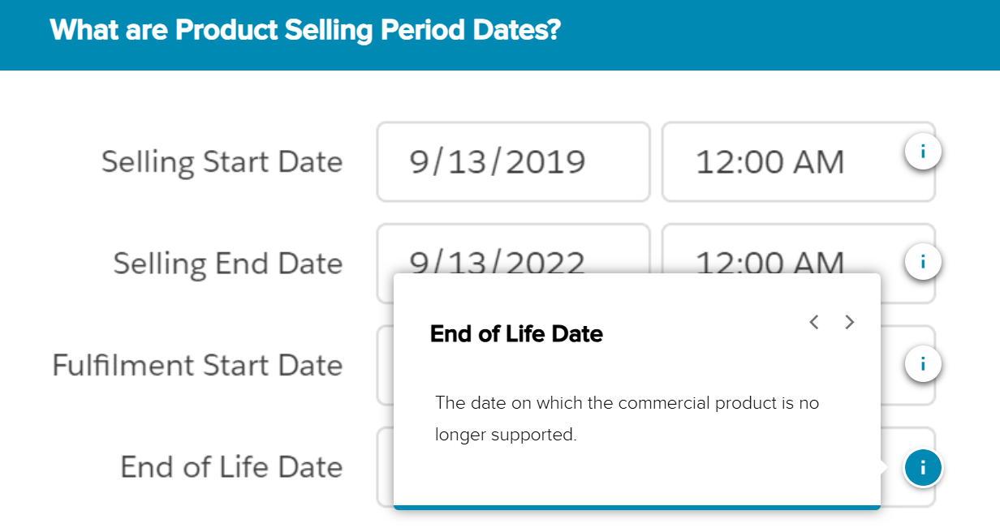 What are Product Selling Period Dates?
Selling Start Date 9/13/2019 12:00 AM i
Selling End Date 9/13/2022 12:00 AM i
End of Life Date < >
Fulfilment Start Date i
The date on which the commercial product is no
longer supported.
End of Life Date i